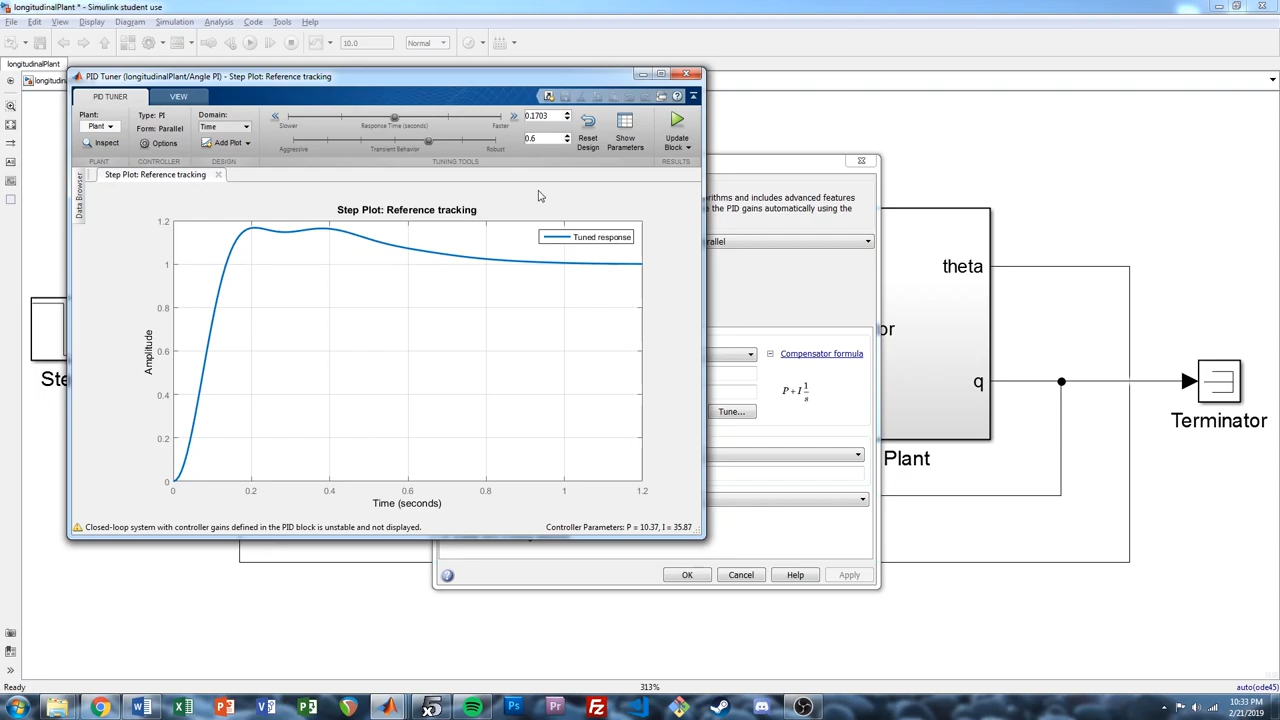 longitudinalPlant * - Simulink student use
File Edit View Display Diagram Simulation Analysis Code Tools Help
10.0 Normal
longitudinalPlant
longitudin
PID Tuner (longitudinalPlant/Angle PI) - Step Plot: Reference tracking
PID TUNER VIEW
Plant: Type: PI Domain: 0.1703
Plant Form: Parallel Time Slower Response Time (seconds) Faster
Inspect Options Add Plot Aggressive Transient Behavior Robust 0.6
Reset Design Show Parameters Update Block
PLANT CONTROLLER DESIGN TUNING TOOLS RESULTS
Data Browser
Step Plot: Reference tracking
Step Plot: Reference tracking
Tuned response
1.2
1
0.8
0.6
0.4
0.2
0
Amplitude
0 0.2 0.4 0.6 0.8 1 1.2
Time (seconds)
Closed-loop system with controller gains defined in the PID block is unstable and not displayed.
Controller Parameters: P = 10.37, I = 35.87
rithms and includes advanced features
the PID gains automatically using the
rallel
Compensator formula
P + I 1/s
Tune...
OK Cancel Help Apply
Ste
theta
or
q
Plant
Terminator
Ready 313% auto(ode45)
10:33 PM
2/21/2019